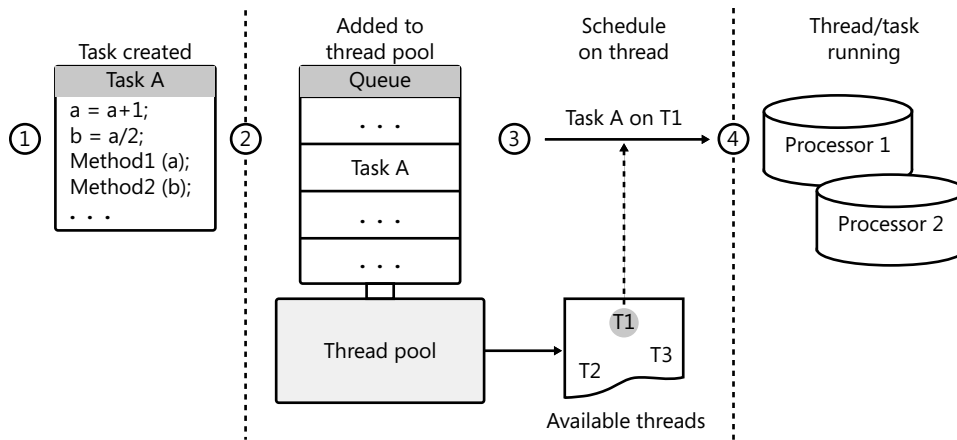 Task created
1
Task A
a = a+1;
b = a/2;
Method1 (a);
Method2 (b);
. . .
2
Added to
thread pool
Queue
. . .
Task A
. . .
. . .
Thread pool
Schedule
on thread
3
Task A on T1
T1
T2
T3
Available threads
4
Thread/task
running
Processor 1
Processor 2